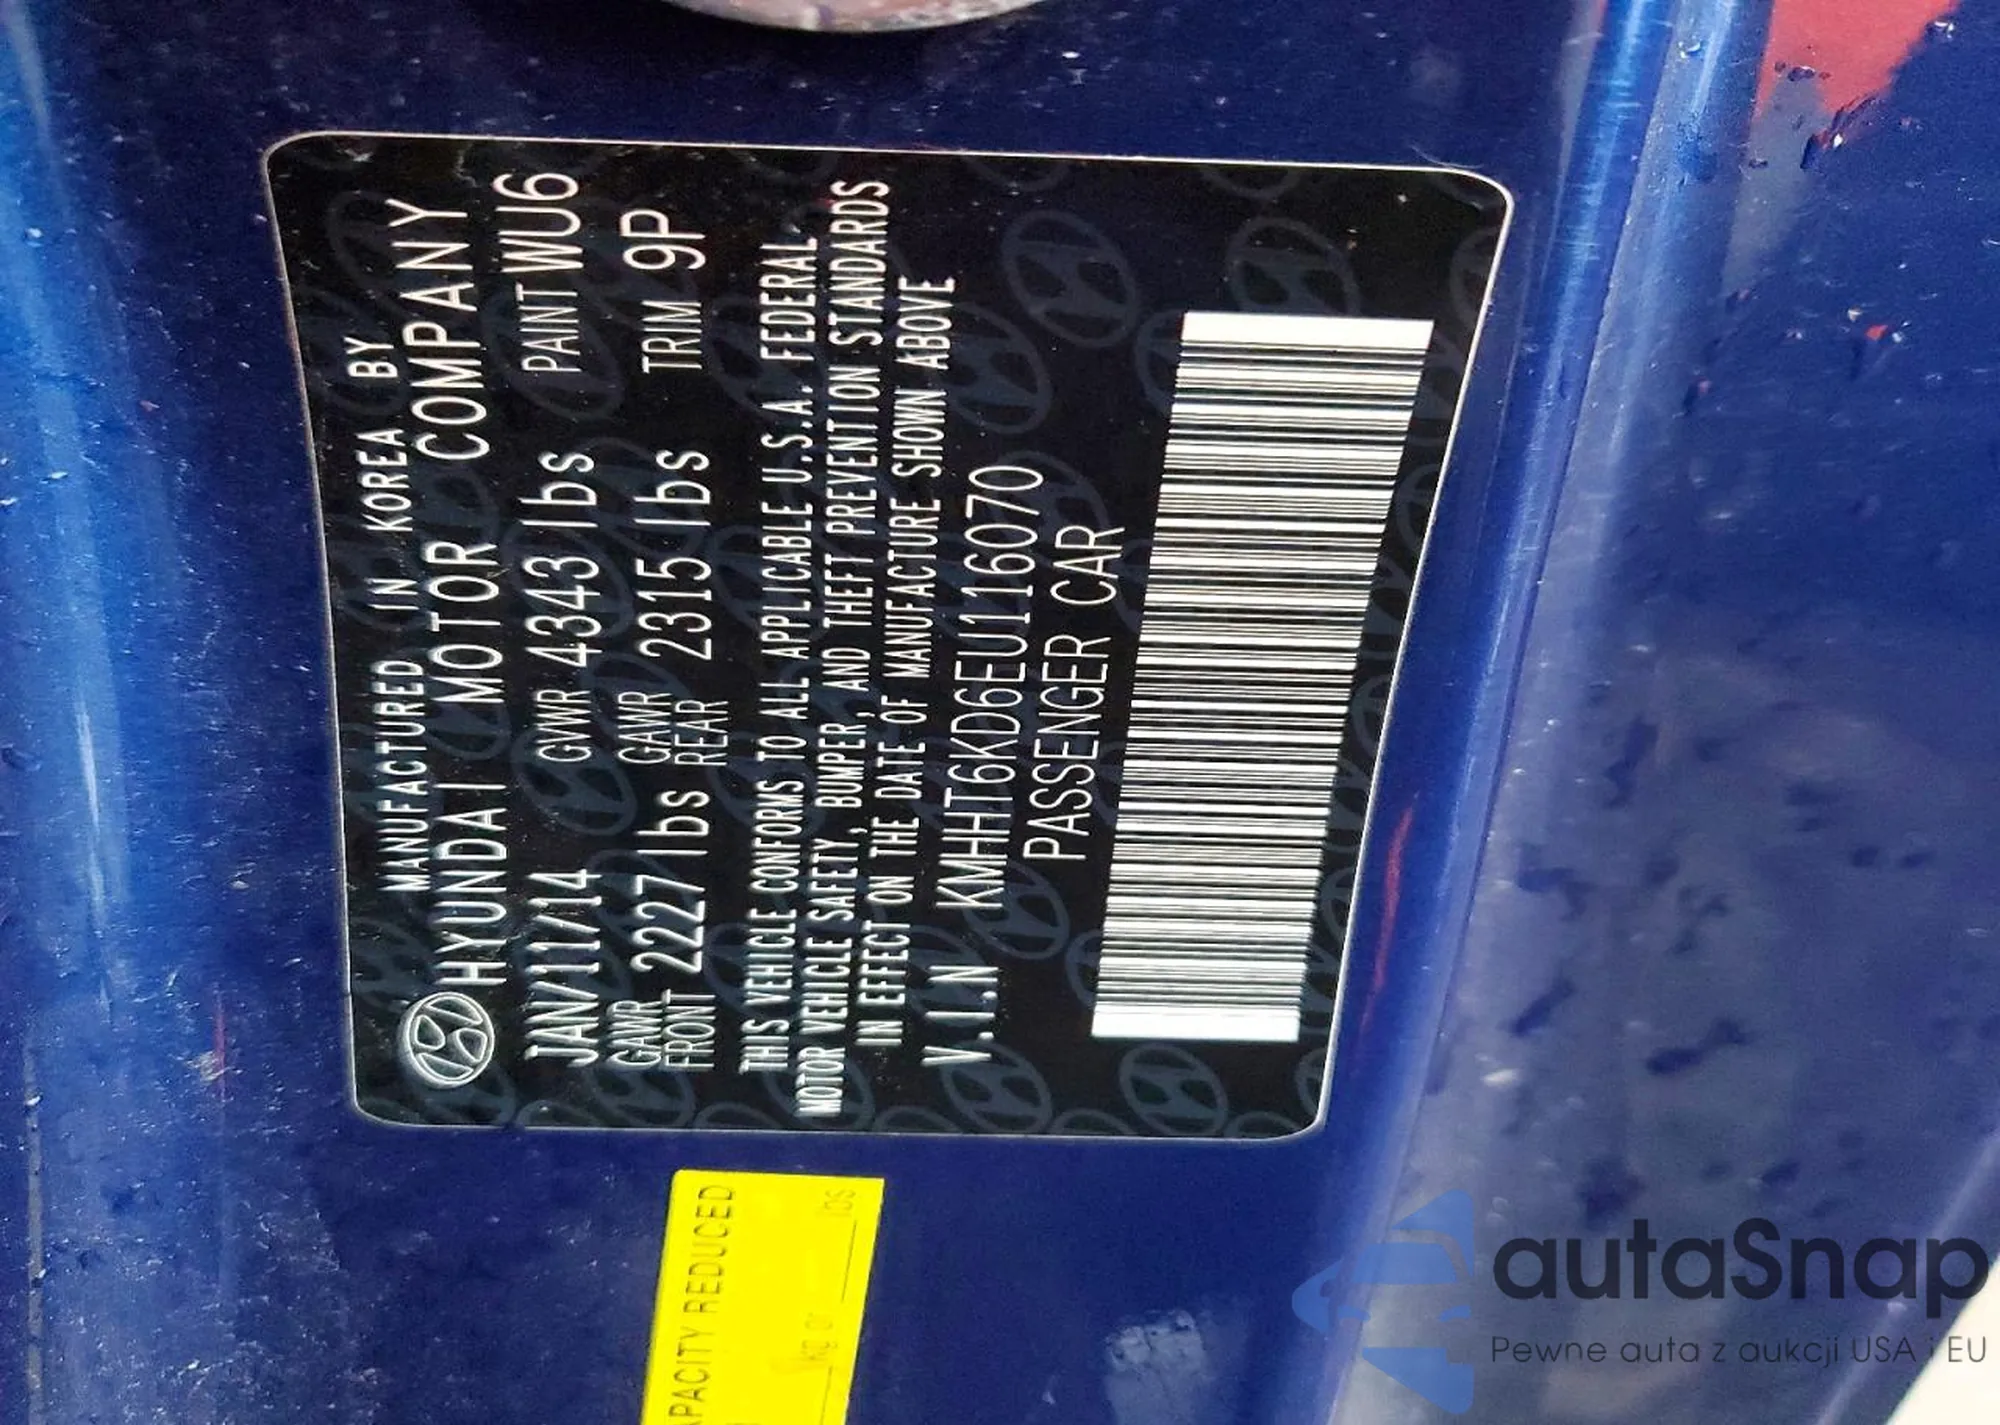 MANUFACTURED IN KOREA BY
HYUNDAI MOTOR COMPANY
JAN/11/14 GVWR 4343 lbs PAINT WU6
GAWR FRONT 2227 lbs GAWR REAR 2315 lbs TRIM 9P
THIS VEHICLE CONFORMS TO ALL APPLICABLE U.S.A. FEDERAL
MOTOR VEHICLE SAFETY, BUMPER, AND THEFT PREVENTION STANDARDS
IN EFFECT ON THE DATE OF MANUFACTURE SHOWN ABOVE
V.I.N KMHHT6KD6EU116070
PASSENGER CAR
REDUCED
kg or lbs
autaSnap
Pewne auta z aukcji USA i EU